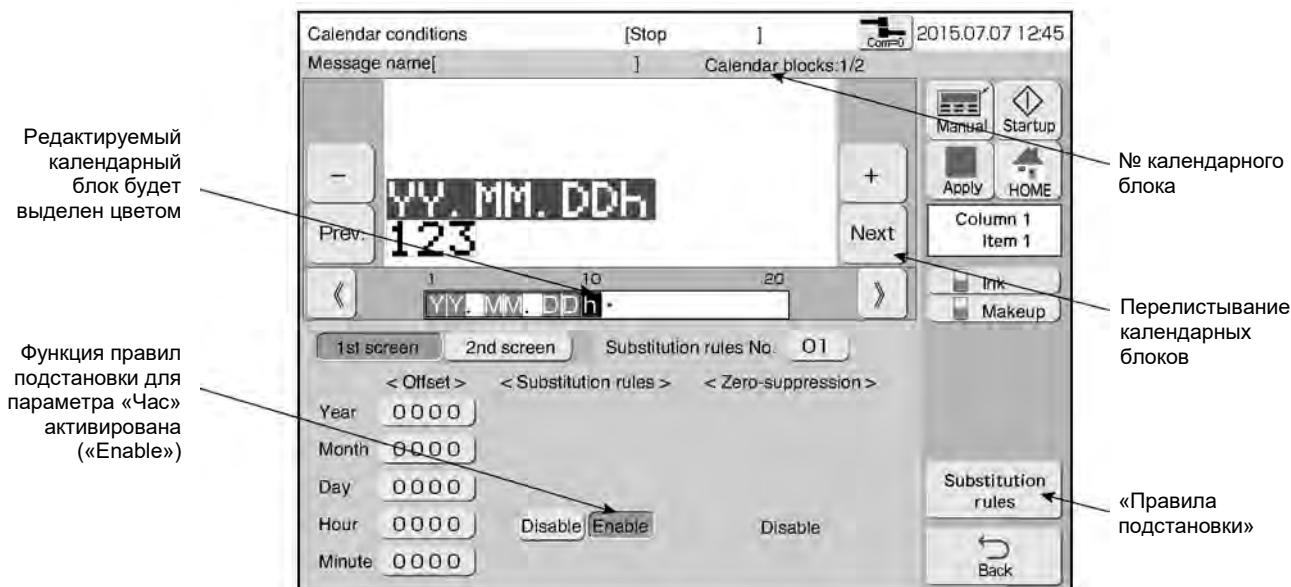 Calendar conditions [Stop ] Com=0 2015.07.07 12:45
Message name[ ] Calendar blocks:1/2
Manual Startup
Редактируемый
календарный
блок будет
выделен цветом
№ календарного
блока
– +
Apply HOME
YY. MM. DDh
Prev. 123 Next
Column 1
Item 1
1 10 20
《 YY. MM. DDh· 》
Ink
Makeup
Перелистывание
календарных
блоков
1st screen 2nd screen Substitution rules No. 01
Функция правил
подстановки для
параметра «Час»
активирована
(«Enable»)
< Offset > < Substitution rules > < Zero-suppression >
Year 0000
Month 0000
Day 0000
Hour 0000 Disable Enable Disable
Minute 0000
Substitution
rules
«Правила
подстановки»
Back